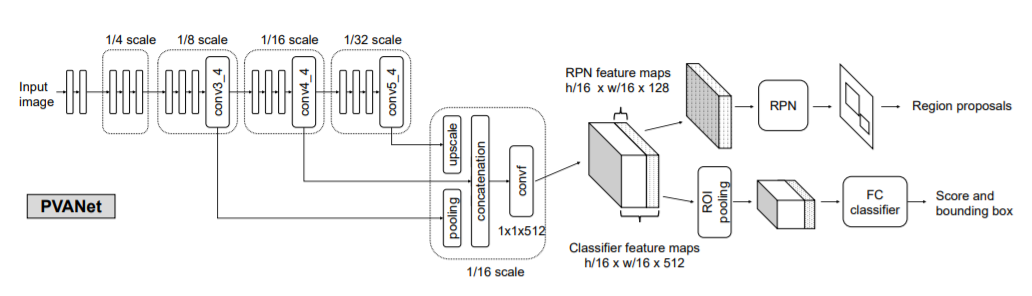 1/4 scale
1/8 scale
1/16 scale
1/32 scale
Input
image
conv3_4
conv4_4
conv5_4
RPN feature maps
h/16 x w/16 x 128
RPN
Region proposals
upscale
pooling
concatenation
convf
1x1x512
1/16 scale
PVANet
Classifier feature maps
h/16 x w/16 x 512
ROI
pooling
FC
classifier
Score and
bounding box